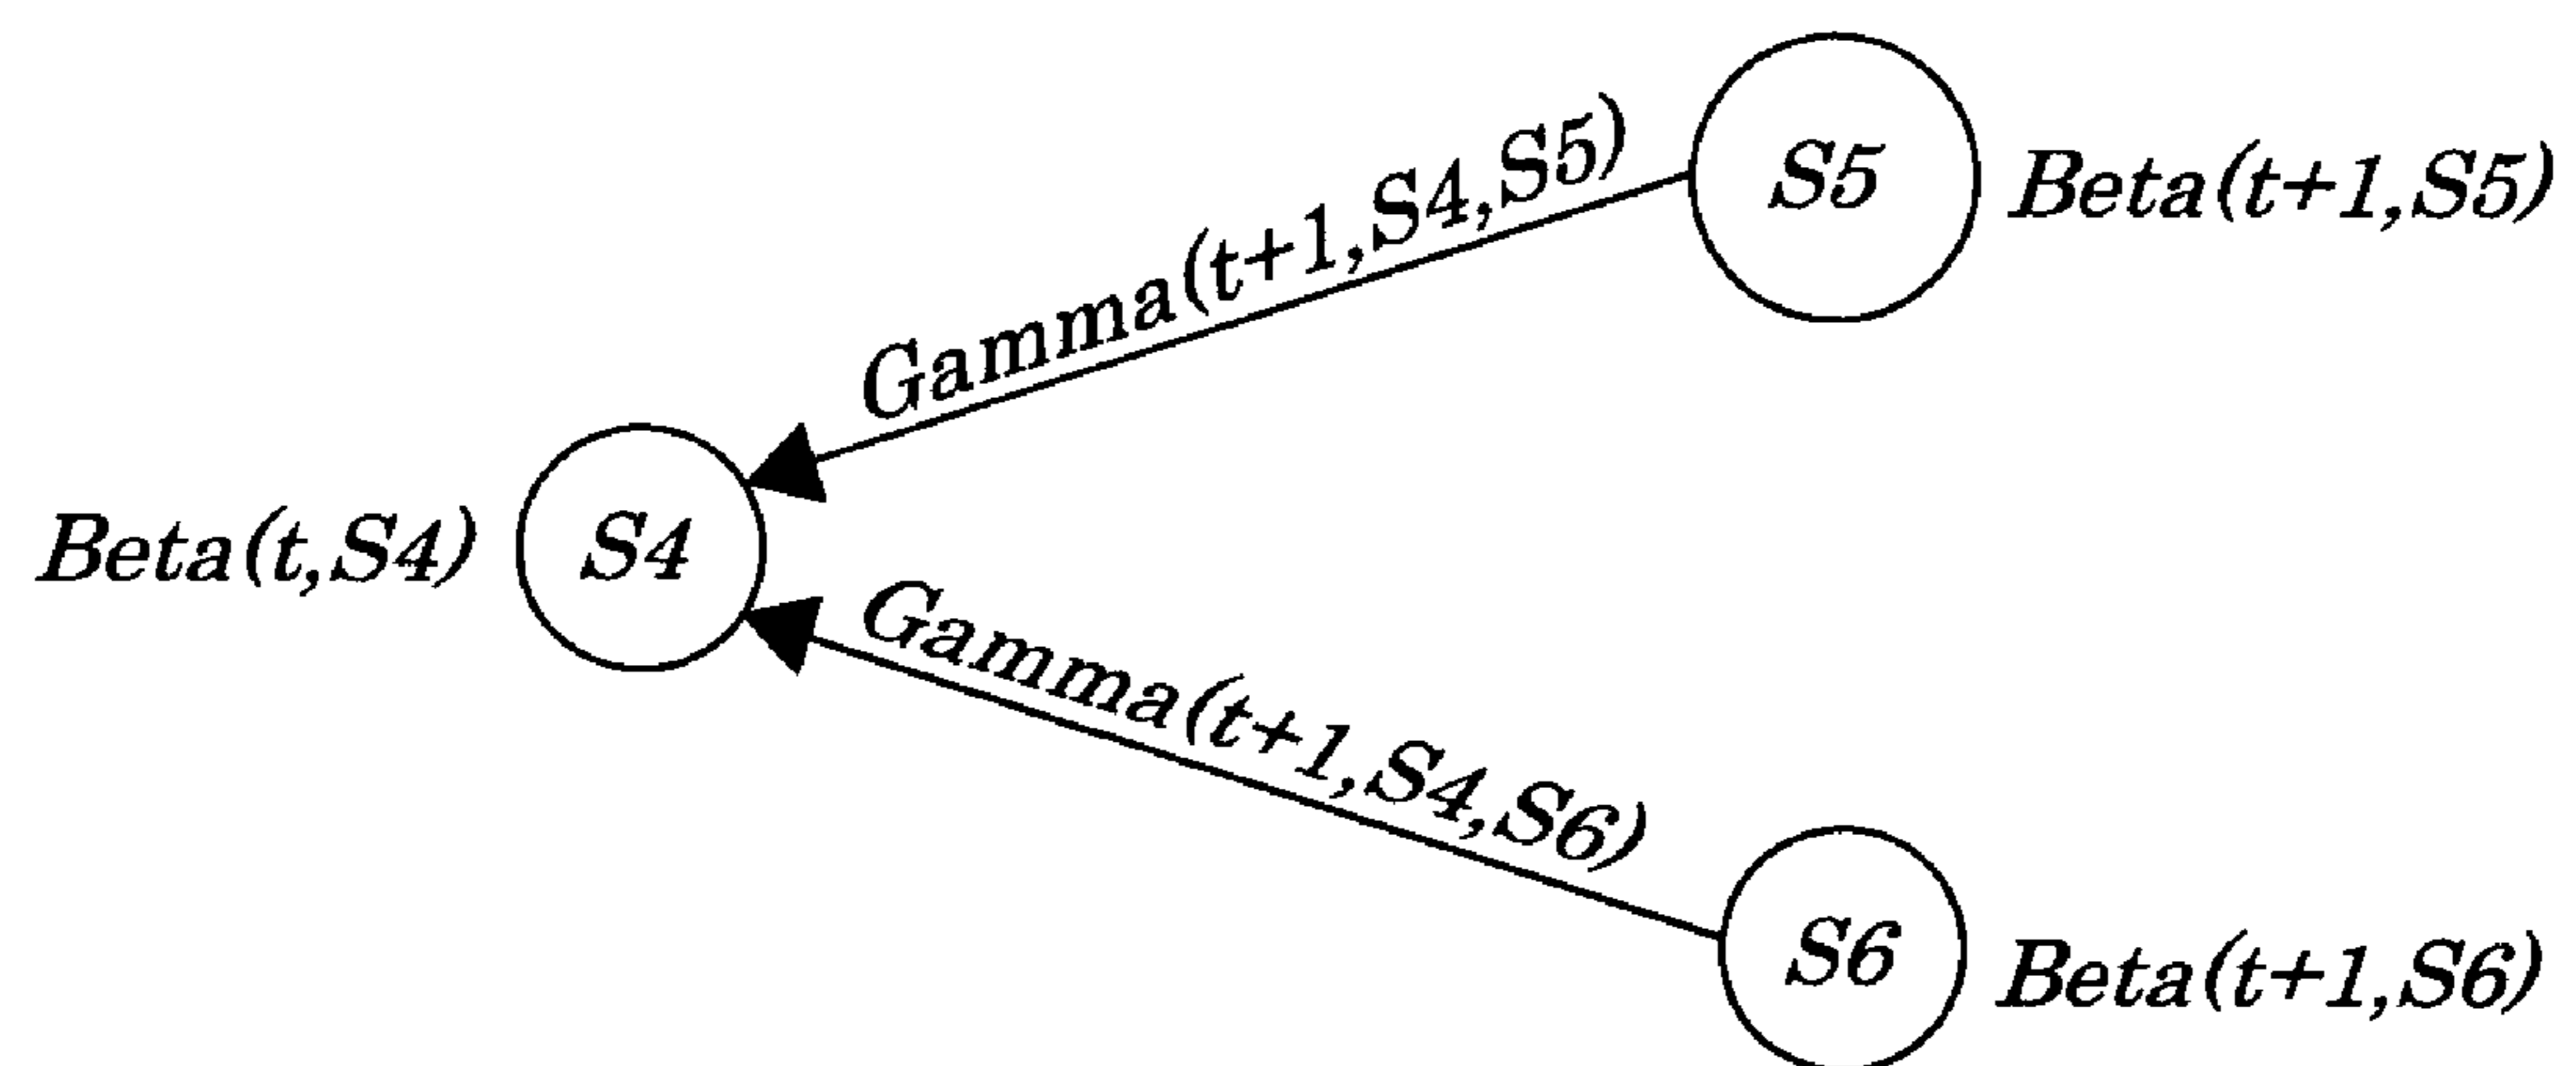 S5
Beta(t+1,S5)
Gamma(t+1,S4,S5)
Beta(t,S4)
S4
Gamma(t+1,S4,S6)
S6
Beta(t+1,S6)